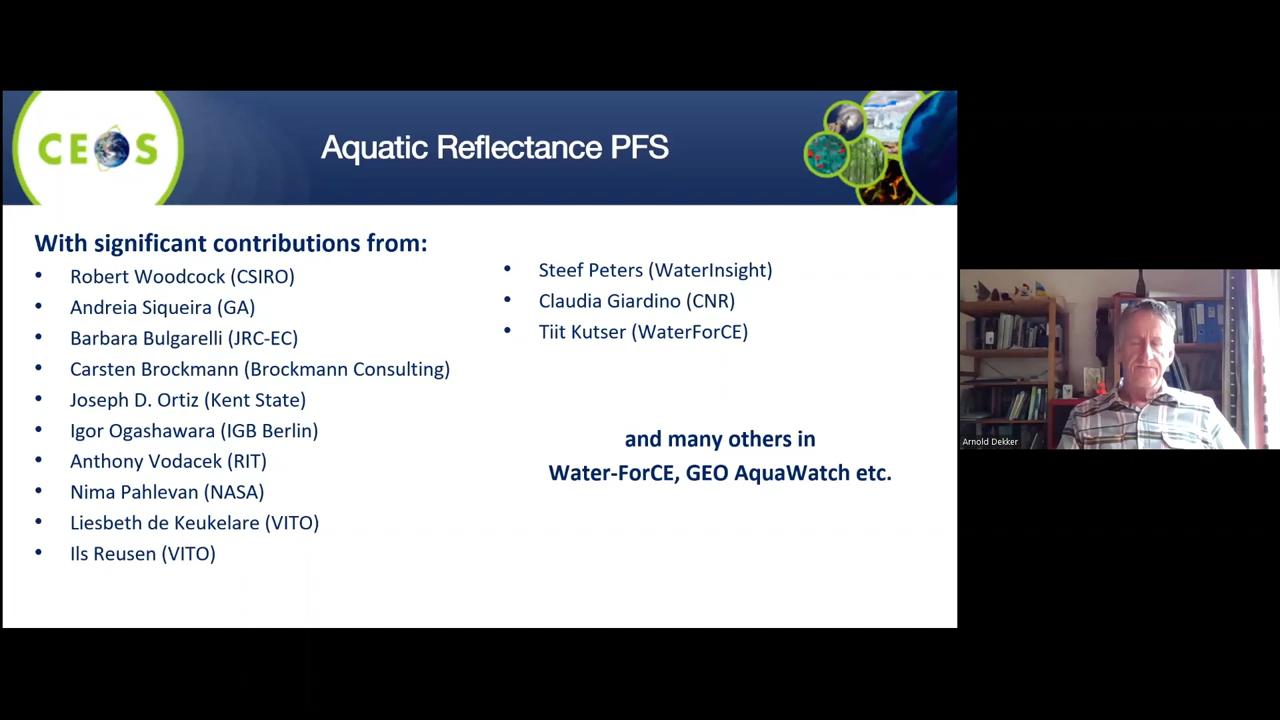 CEOS
Aquatic Reflectance PFS
With significant contributions from:
• Robert Woodcock (CSIRO)
• Andreia Siqueira (GA)
• Barbara Bulgarelli (JRC-EC)
• Carsten Brockmann (Brockmann Consulting)
• Joseph D. Ortiz (Kent State)
• Igor Ogashawara (IGB Berlin)
• Anthony Vodacek (RIT)
• Nima Pahlevan (NASA)
• Liesbeth de Keukelare (VITO)
• Ils Reusen (VITO)
• Steef Peters (WaterInsight)
• Claudia Giardino (CNR)
• Tiit Kutser (WaterForCE)
and many others in
Water-ForCE, GEO AquaWatch etc.
Arnold Dekker